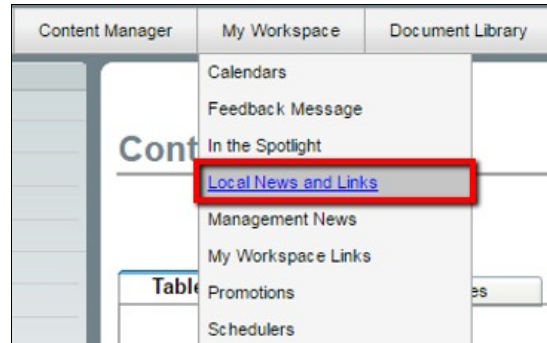 Content Manager My Workspace Document Library
Calendars
Feedback Message
Cont In the Spotlight
Local News and Links
Management News
My Workspace Links
Table Promotions es
Schedulers